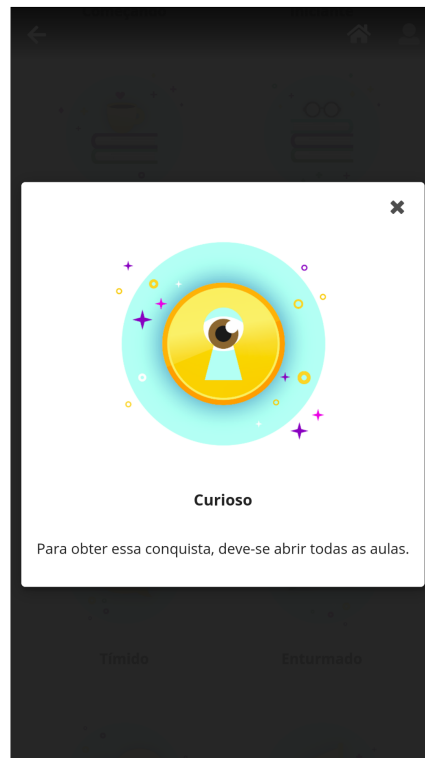 Curioso
Para obter essa conquista, deve-se abrir todas as aulas.
Tímido
Enturmado